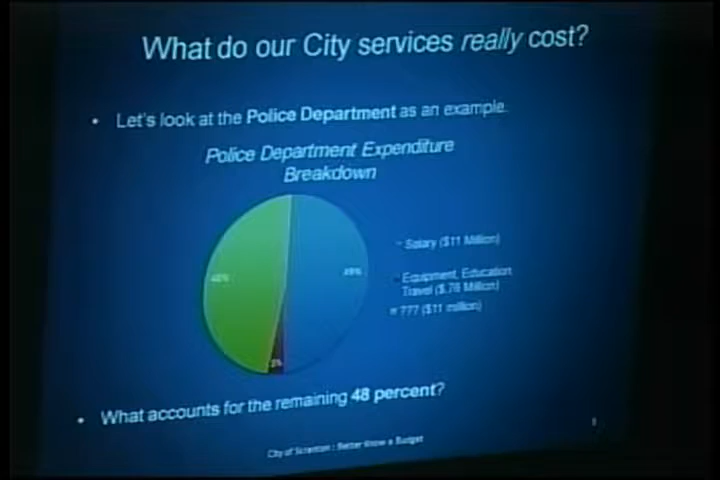 What do our City services really cost?
• Let's look at the Police Department as an example.
Police Department Expenditure
Breakdown
48%
49%
3%
Salary ($11 Million)
Equipment, Education
Travel ($.78 Million)
??? ($11 million)
• What accounts for the remaining 48 percent?
City of Scranton : Better Know a Budget